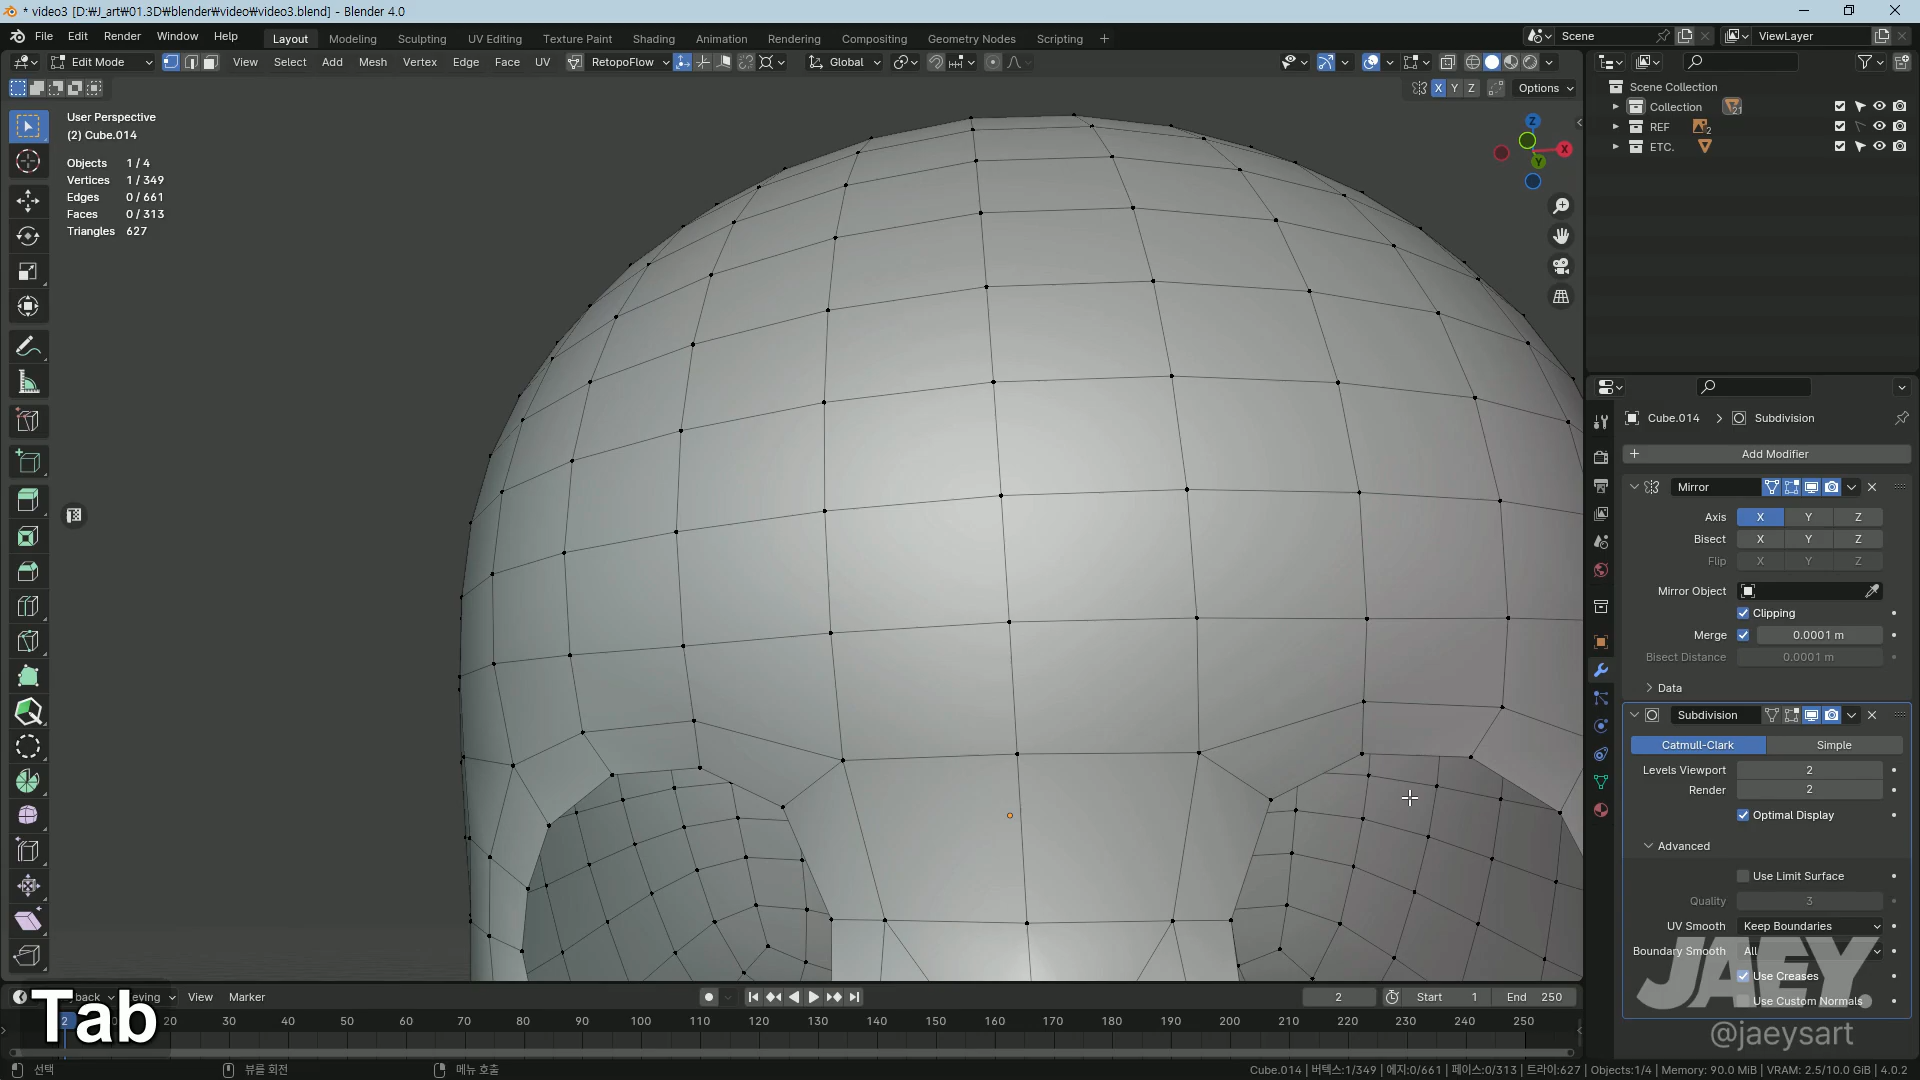 * video3 [D:₩J_art₩01.3D₩blender₩video₩video3.blend] - Blender 4.0
File Edit Render Window Help Layout Modeling Sculpting UV Editing Texture Paint Shading Animation Rendering Compositing Geometry Nodes Scripting + Scene ViewLayer
Edit Mode View Select Add Mesh Vertex Edge Face UV RetopoFlow Global
X Y Z Options
User Perspective
(2) Cube.014
Objects 1 / 4
Vertices 1 / 349
Edges 0 / 661
Faces 0 / 313
Triangles 627
Z
X
Y
Scene Collection
Collection 21
REF 2
ETC.
Cube.014 > Subdivision
+ Add Modifier
Mirror
Axis X Y Z
Bisect X Y Z
Flip X Y Z
Mirror Object
Clipping
Merge 0.0001 m
Bisect Distance 0.0001 m
Data
Subdivision
Catmull-Clark Simple
Levels Viewport 2
Render 2
Optimal Display
Advanced
Use Limit Surface
Quality 3
UV Smooth Keep Boundaries
Boundary Smooth All
Use Creases
Use Custom Normals
JAEY.
@jaeysart
View Marker 2 Start 1 End 250
Tab
2 20 30 40 50 60 70 80 90 100 110 120 130 140 150 160 170 180 190 200 210 220 230 240 250
선택 뷰를 회전 메뉴 호출 Cube.014 | 버텍스:1/349 | 에지:0/661 | 페이스:0/313 | 트라이:627 | Objects:1/4 | Memory: 90.0 MiB | VRAM: 2.5/10.0 GiB | 4.0.2